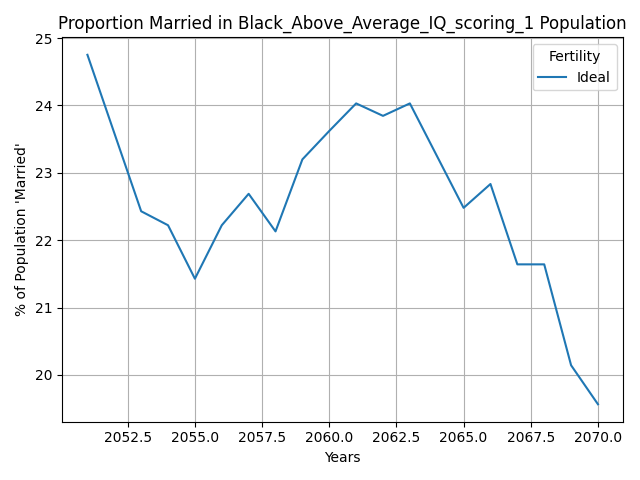 Proportion Married in Black_Above_Average_IQ_scoring_1 Population
Fertility
Ideal
% of Population 'Married'
25
24
23
22
21
20
2052.5 2055.0 2057.5 2060.0 2062.5 2065.0 2067.5 2070.0
Years